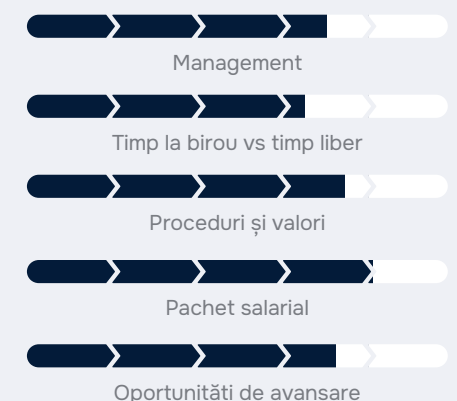 Management
Timp la birou vs timp liber
Proceduri și valori
Pachet salarial
Oportunități de avansare